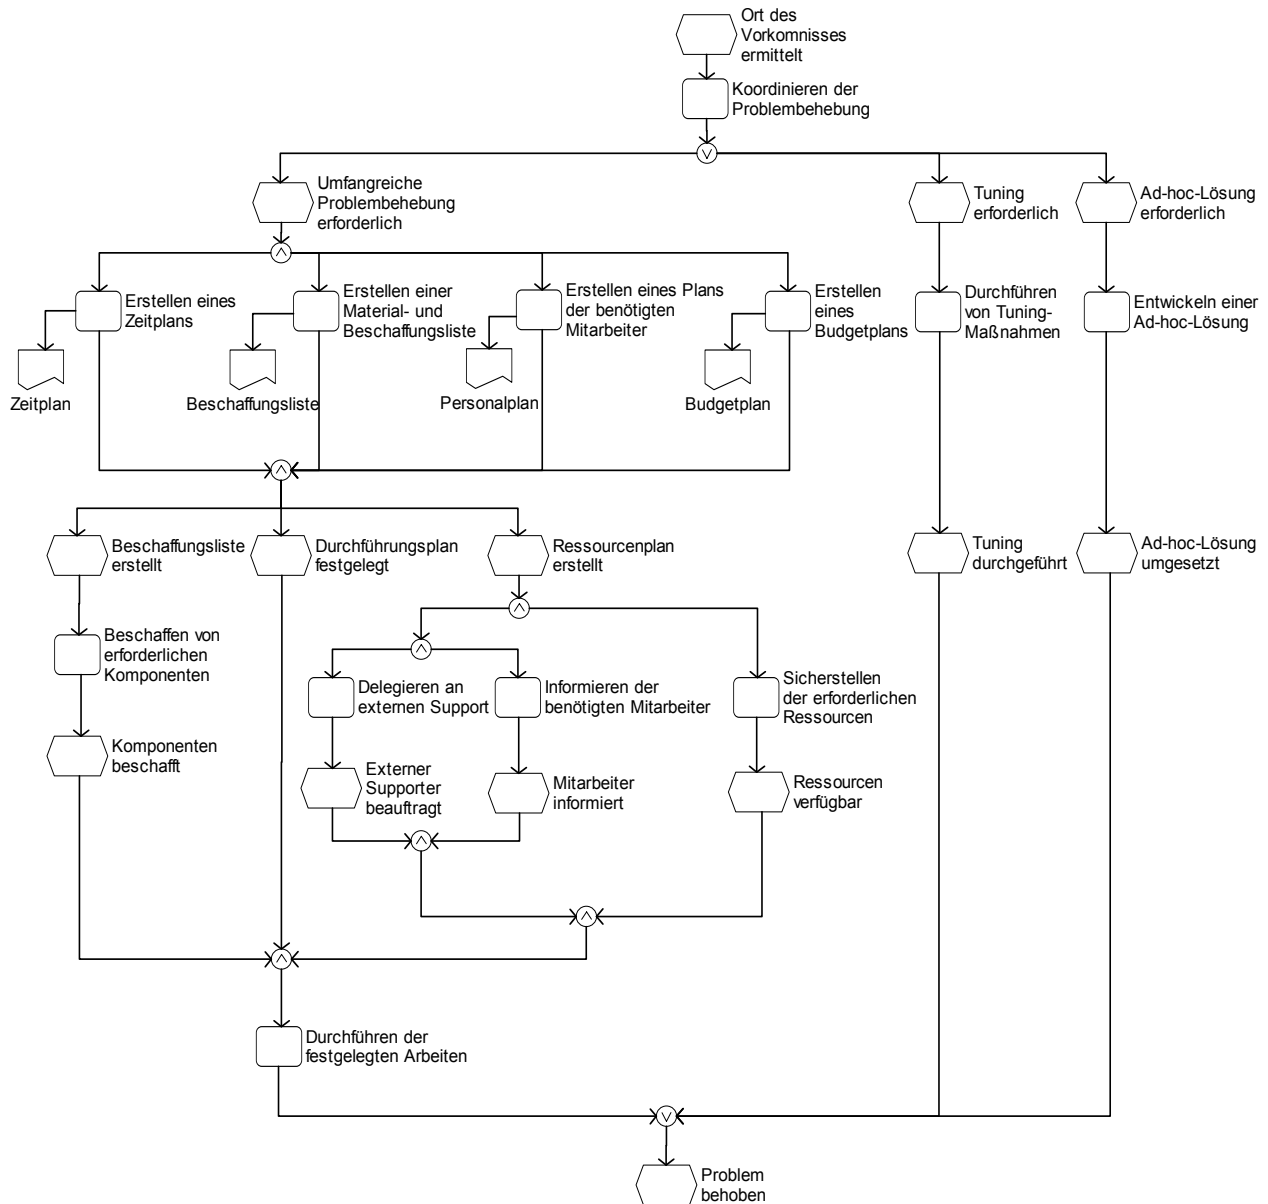 Ort des
Vorkomnisses
ermittelt
Koordinieren der
Problembehebung
Umfangreiche
Problembehebung
erforderlich
Tuning
erforderlich
Ad-hoc-Lösung
erforderlich
Erstellen eines
Zeitplans
Erstellen einer
Material- und
Beschaffungsliste
Erstellen eines Plans
der benötigten
Mitarbeiter
Erstellen
eines
Budgetplans
Durchführen
von Tuning-
Maßnahmen
Entwickeln einer
Ad-hoc-Lösung
Zeitplan
Beschaffungsliste
Personalplan
Budgetplan
Beschaffungsliste
erstellt
Durchführungsplan
festgelegt
Ressourcenplan
erstellt
Tuning
durchgeführt
Ad-hoc-Lösung
umgesetzt
Beschaffen von
erforderlichen
Komponenten
Delegieren an
externen Support
Informieren der
benötigten Mitarbeiter
Sicherstellen
der erforderlichen
Ressourcen
Komponenten
beschafft
Externer
Supporter
beauftragt
Mitarbeiter
informiert
Ressourcen
verfügbar
Durchführen der
festgelegten Arbeiten
Problem
behoben